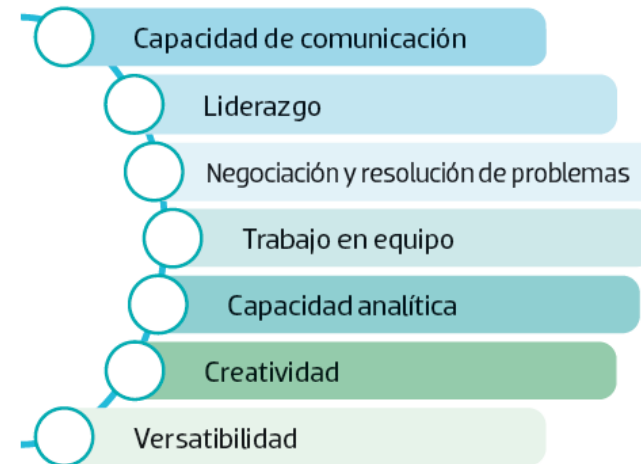 Capacidad de comunicación
Liderazgo
Negociación y resolución de problemas
Trabajo en equipo
Capacidad analítica
Creatividad
Versatibilidad